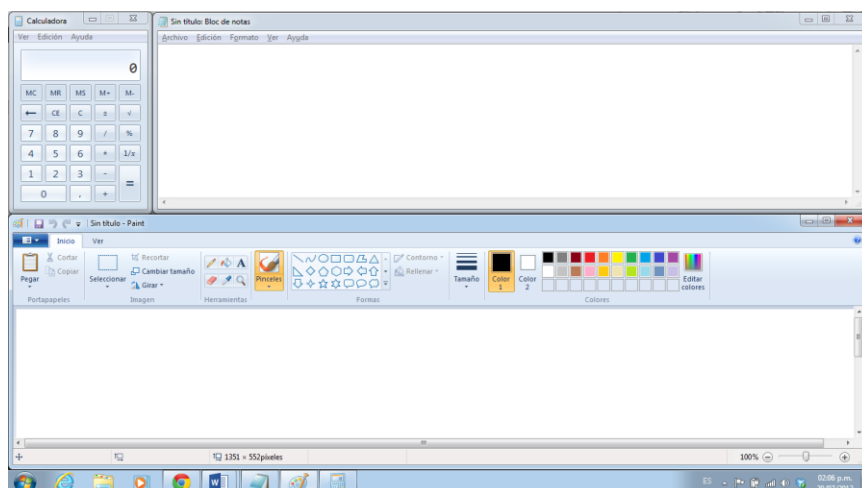 Calculadora
Ver Edición Ayuda
0
MC MR MS M+ M-
← CE C ± √
7 8 9 / %
4 5 6 * 1/x
1 2 3 - =
0 , +
Sin título: Bloc de notas
Archivo Edición Formato Ver Ayuda
Sin título - Paint
Inicio Ver
Pegar
Cortar
Copiar
Portapapeles
Seleccionar
Recortar
Cambiar tamaño
Girar
Imagen
A
Herramientas
Pinceles
Contorno
Rellenar
Formas
Tamaño
Color 1
Color 2
Editar colores
Colores
1351 × 552píxeles
100%
W
ES
02:06 p.m.